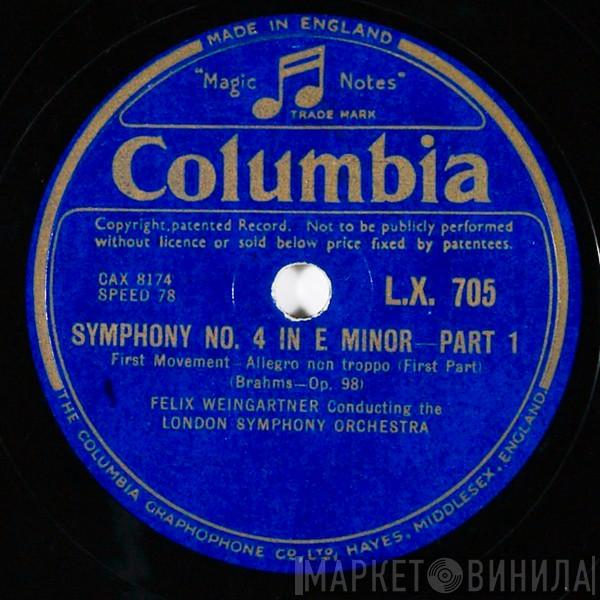 MADE IN ENGLAND
"Magic Notes"
TRADE MARK
Columbia
Copyright, patented Record. Not to be publicly performed
without licence or sold below price fixed by patentees.
CAX 8174
SPEED 78
L.X. 705
SYMPHONY NO. 4 IN E MINOR—PART 1
First Movement—Allegro non troppo (First Part)
(Brahms—Op. 98)
FELIX WEINGARTNER Conducting the
LONDON SYMPHONY ORCHESTRA
THE COLUMBIA GRAPHOPHONE CO., LTD., HAYES, MIDDLESEX, ENGLAND.
МАРКЕТ ВИНИЛА